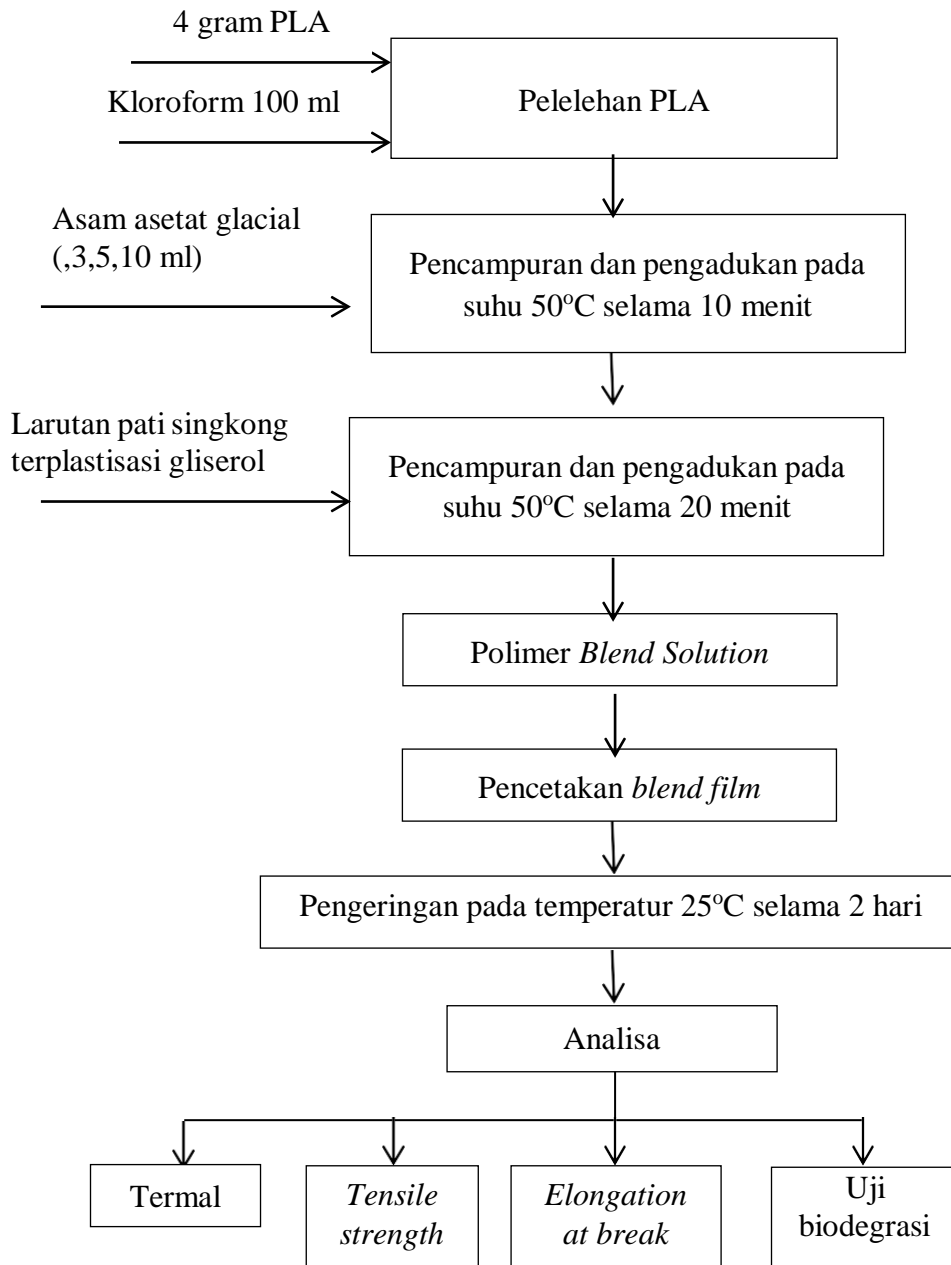 4 gram PLA
Kloroform 100 ml
Pelelehan PLA
Asam asetat glacial
(,3,5,10 ml)
Pencampuran dan pengadukan pada
suhu 50°C selama 10 menit
Larutan pati singkong
terplastisasi gliserol
Pencampuran dan pengadukan pada
suhu 50°C selama 20 menit
Polimer Blend Solution
Pencetakan blend film
Pengeringan pada temperatur 25°C selama 2 hari
Analisa
Termal
Tensile
strength
Elongation
at break
Uji
biodegrasi